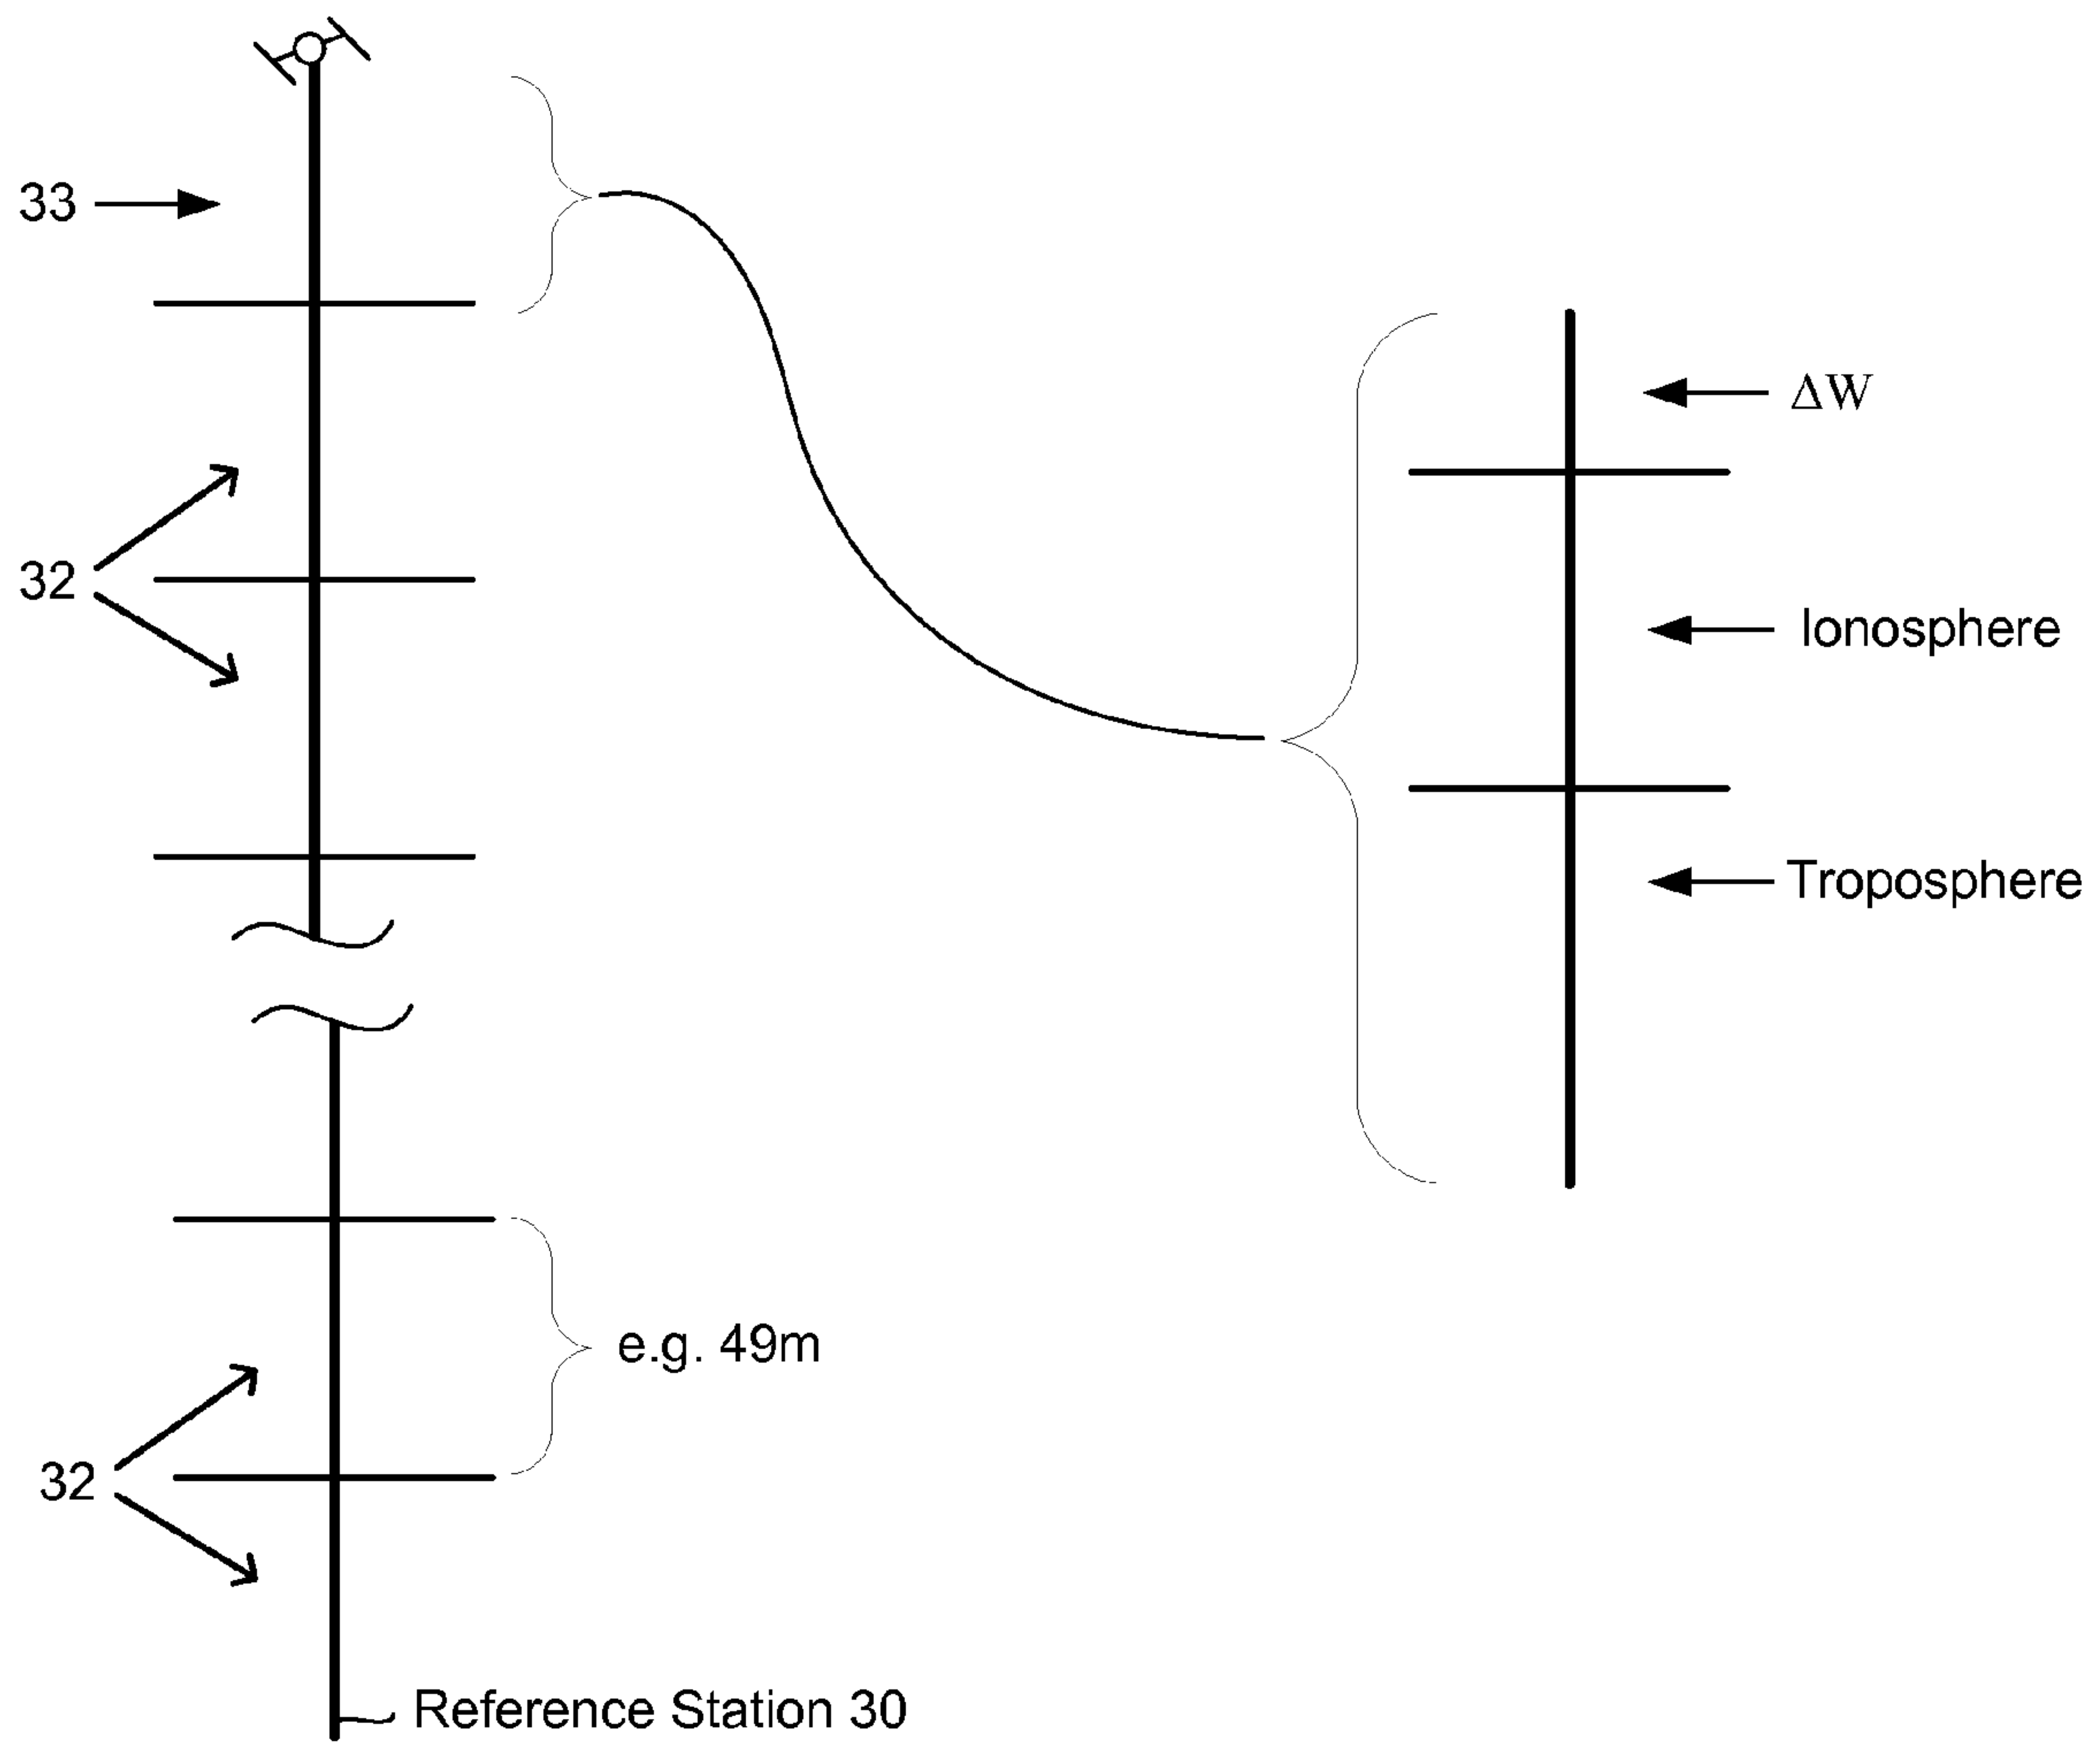 33
ΔW
32
Ionosphere
Troposphere
e.g. 49m
32
Reference Station 30